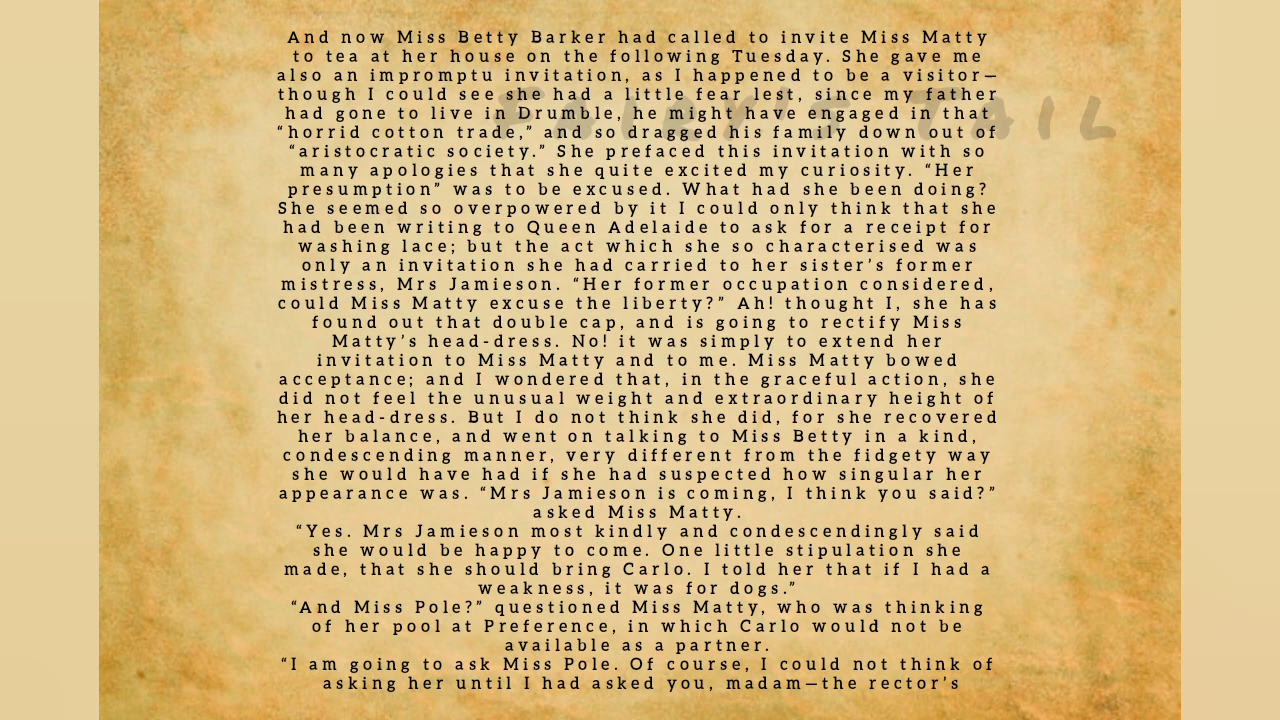 And now Miss Betty Barker had called to invite Miss Matty
to tea at her house on the following Tuesday. She gave me
also an impromptu invitation, as I happened to be a visitor—
though I could see she had a little fear lest, since my father
had gone to live in Drumble, he might have engaged in that
“horrid cotton trade,” and so dragged his family down out of
“aristocratic society.” She prefaced this invitation with so
many apologies that she quite excited my curiosity. “Her
presumption” was to be excused. What had she been doing?
She seemed so overpowered by it I could only think that she
had been writing to Queen Adelaide to ask for a receipt for
washing lace; but the act which she so characterised was
only an invitation she had carried to her sister’s former
mistress, Mrs Jamieson. “Her former occupation considered,
could Miss Matty excuse the liberty?” Ah! thought I, she has
found out that double cap, and is going to rectify Miss
Matty’s head-dress. No! it was simply to extend her
invitation to Miss Matty and to me. Miss Matty bowed
acceptance; and I wondered that, in the graceful action, she
did not feel the unusual weight and extraordinary height of
her head-dress. But I do not think she did, for she recovered
her balance, and went on talking to Miss Betty in a kind,
condescending manner, very different from the fidgety way
she would have had if she had suspected how singular her
appearance was. “Mrs Jamieson is coming, I think you said?”
asked Miss Matty.
“Yes. Mrs Jamieson most kindly and condescendingly said
she would be happy to come. One little stipulation she
made, that she should bring Carlo. I told her that if I had a
weakness, it was for dogs.”
“And Miss Pole?” questioned Miss Matty, who was thinking
of her pool at Preference, in which Carlo would not be
available as a partner.
“I am going to ask Miss Pole. Of course, I could not think of
asking her until I had asked you, madam—the rector’s
TAIL